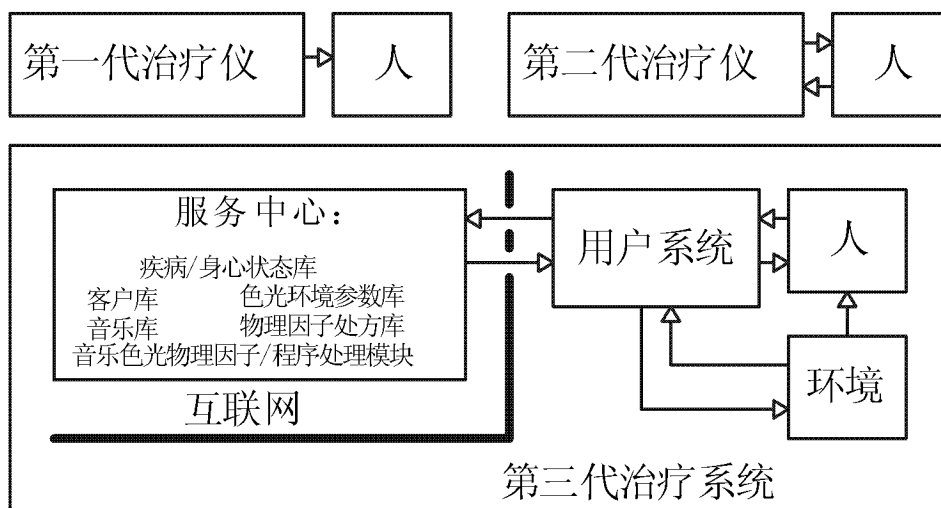 第一代治疗仪
人
第二代治疗仪
人
服务中心：
疾病/身心状态库
客户库 色光环境参数库
音乐库 物理因子处方库
音乐色光物理因子/程序处理模块
互联网
用户系统
人
环境
第三代治疗系统